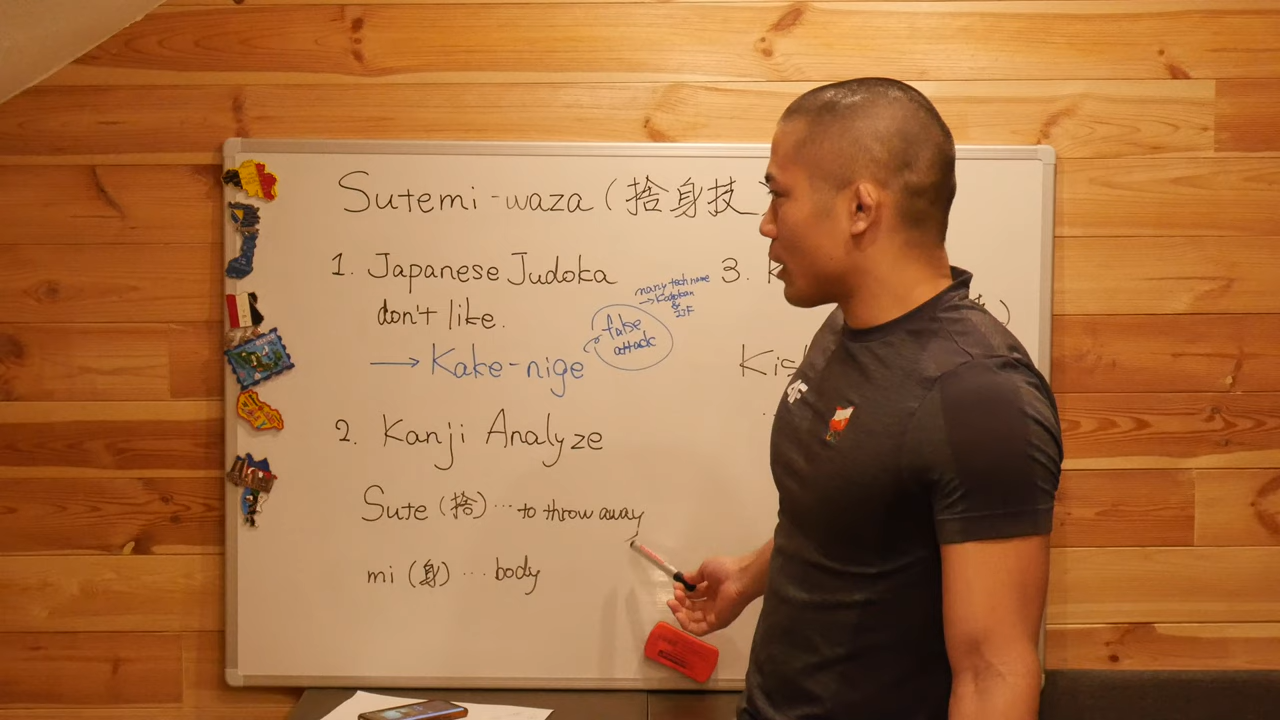 Sutemi-waza (捨身技
1. Japanese Judoka
don't like.
→ Kake-nige
false
attack
many tech name
→ Kodokan
&
IJF
2. Kanji Analyze
Sute (捨) ... to throw away
mi (身) ... body
3. K
)
Kis
4F